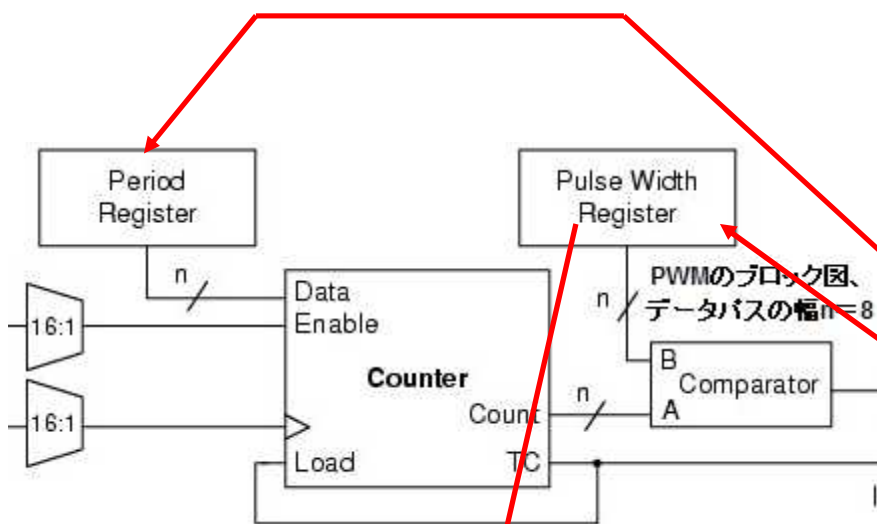 Period
Register
Pulse Width
Register
n
PWMのブロック図、
データバスの幅n=8
n
Data
Enable
16:1
Counter
B
Comparator
A
n
Count
16:1
Load
TC